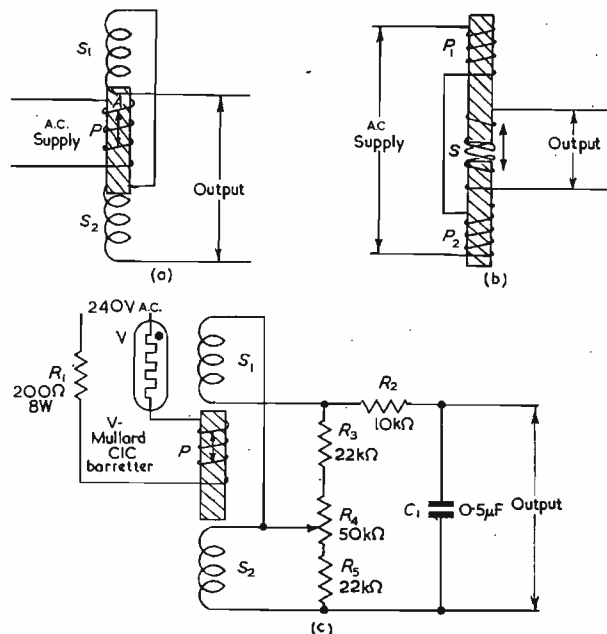 S1
A
P
A.C.
Supply
Output
S2
(a)
P1
A.C
Supply
S
Output
P2
(b)
240V A.C.
V
R1
200Ω
8W
V-
Mullard
CIC
barretter
S1
P
S2
R2
10kΩ
R3
22kΩ
R4
50kΩ
R5
22kΩ
C1
0·5μF
Output
(c)